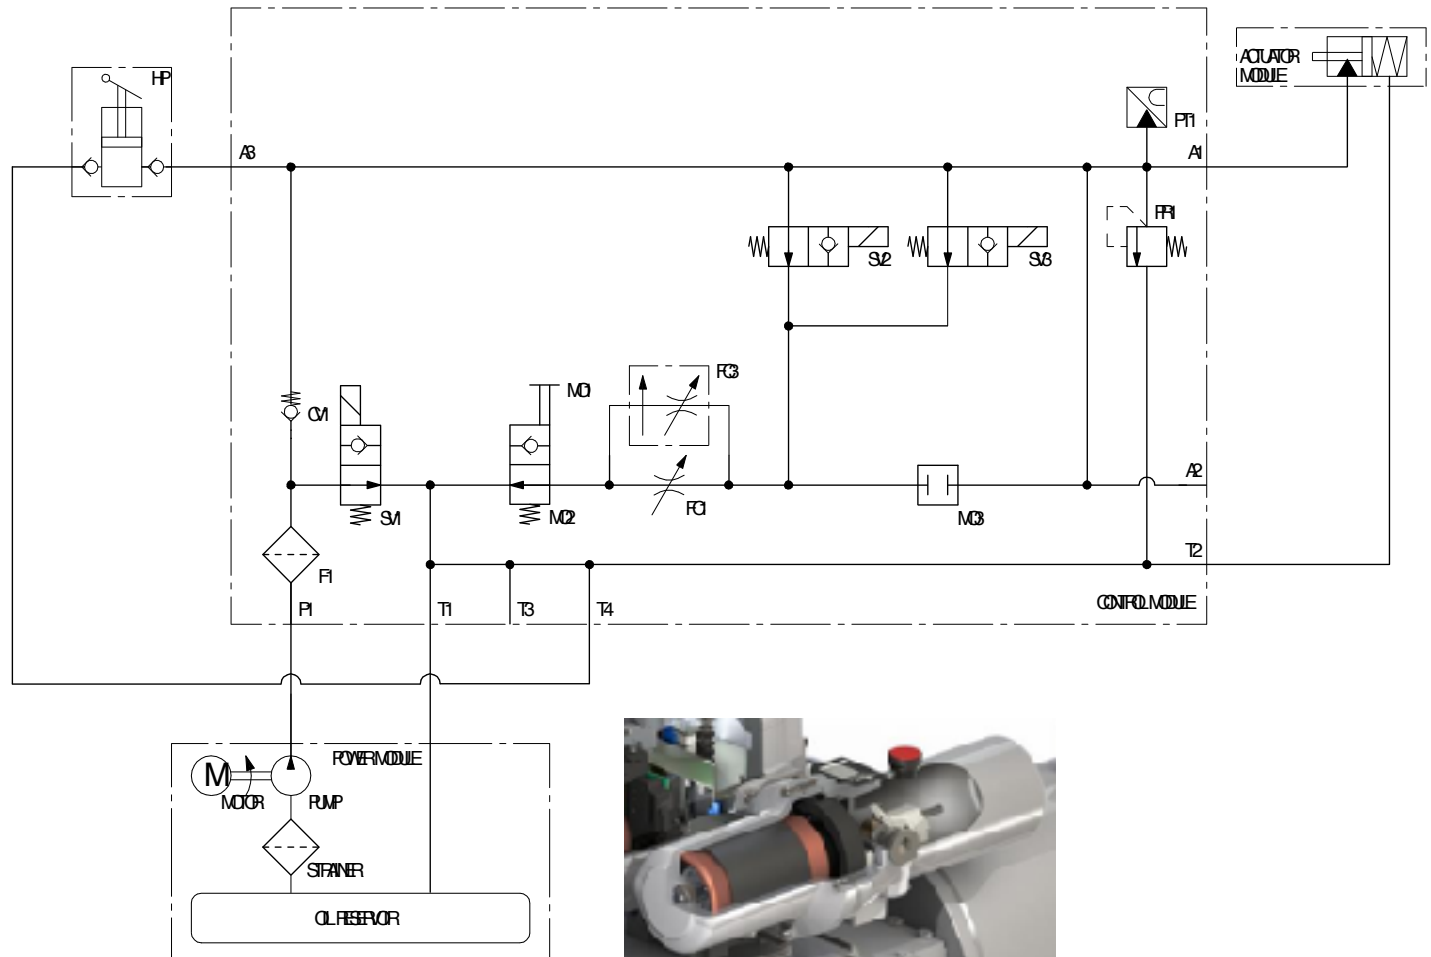 HP
ACTUATOR
MODULE
PT1
A3
A1
PR1
SV2
SV3
FC3
MO1
CV1
A2
SV1
MO2
FC1
MO3
T2
F1
P1
T1
T3
T4
CONTROL MODULE
POWER MODULE
M
MOTOR
PUMP
STRAINER
OIL RESERVOIR